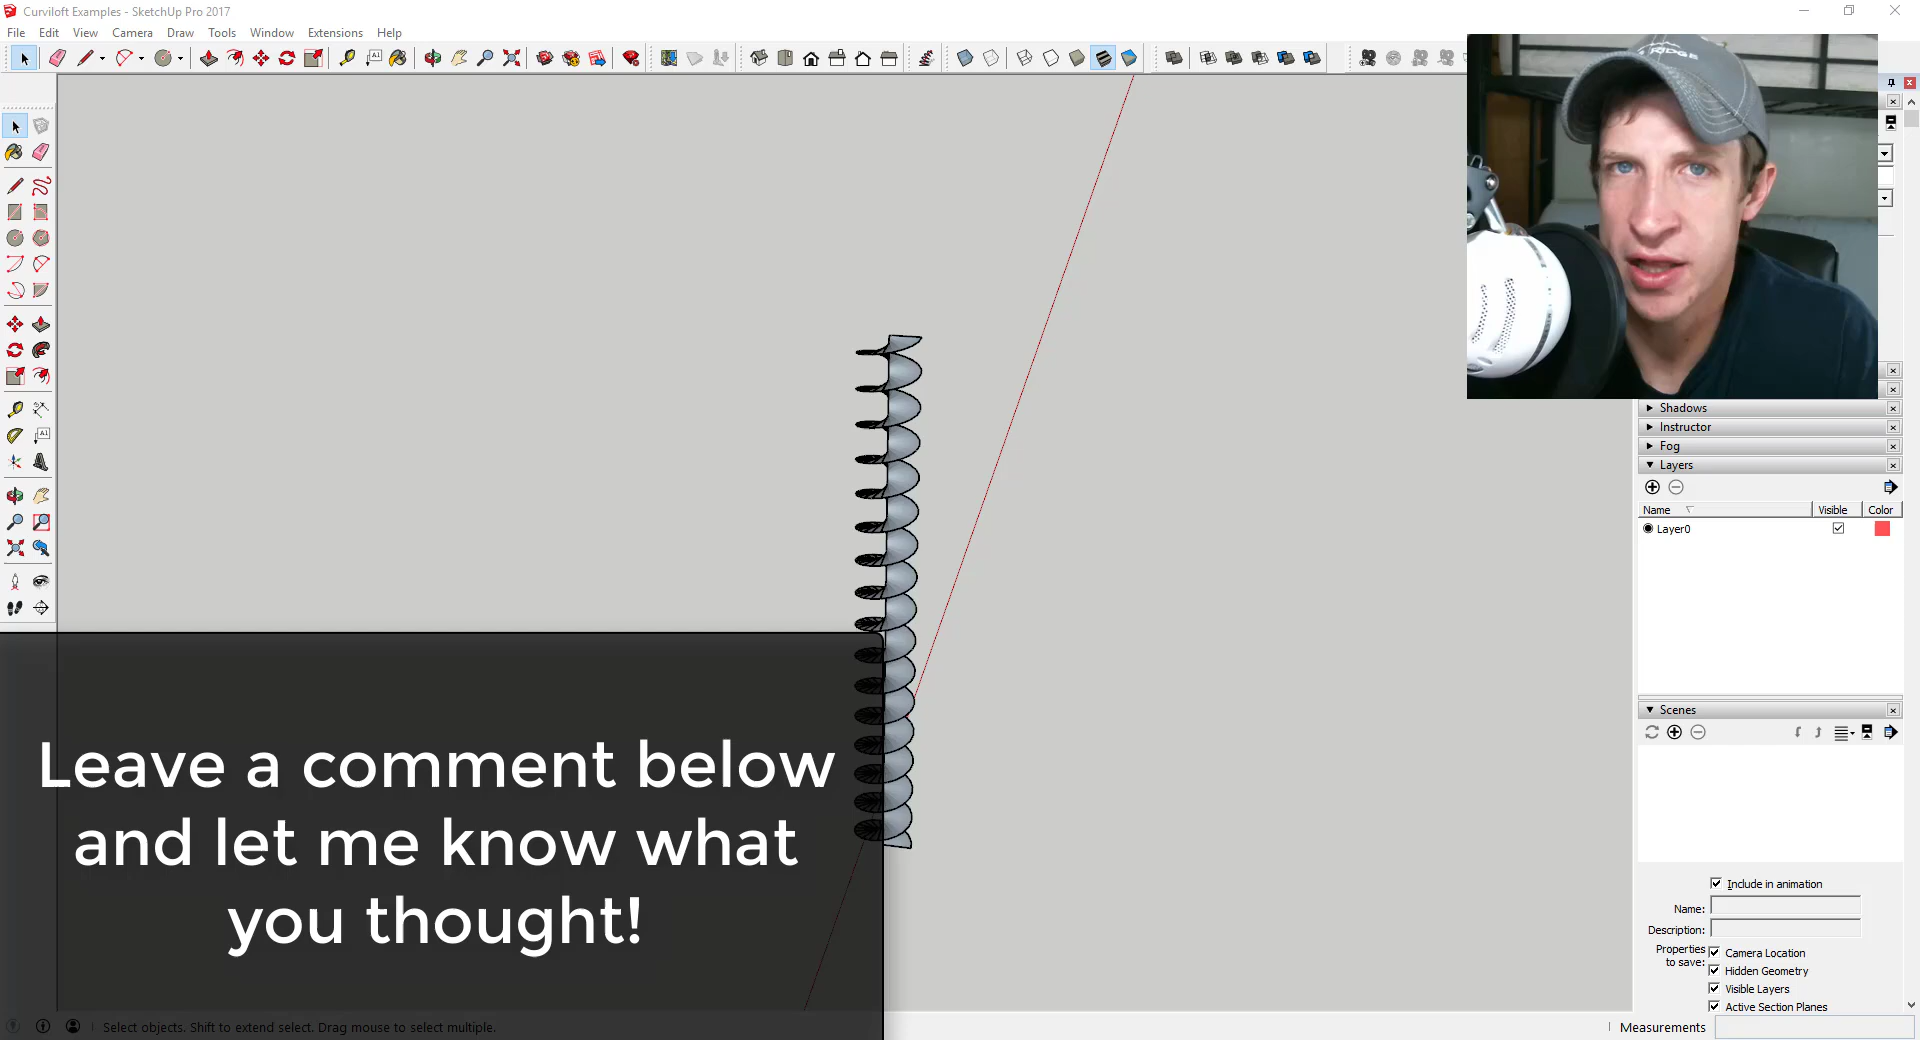 Curviloft Examples - SketchUp Pro 2017
File Edit View Camera Draw Tools Window Extensions Help
RIDGE
Shadows
Instructor
Fog
Layers
Name Visible Color
Layer0
Scenes
Include in animation
Name:
Description:
Properties to save:
Camera Location
Hidden Geometry
Visible Layers
Active Section Planes
Leave a comment below
and let me know what
you thought!
Select objects. Shift to extend select. Drag mouse to select multiple.
Measurements